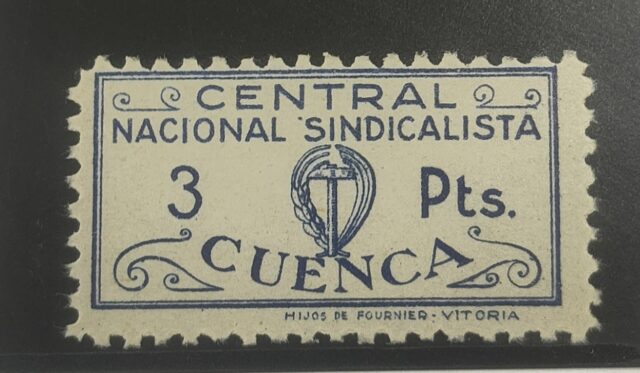 CENTRAL
NACIONAL SINDICALISTA
3 Pts.
CUENCA
HIJOS DE FOURNIER - VITORIA